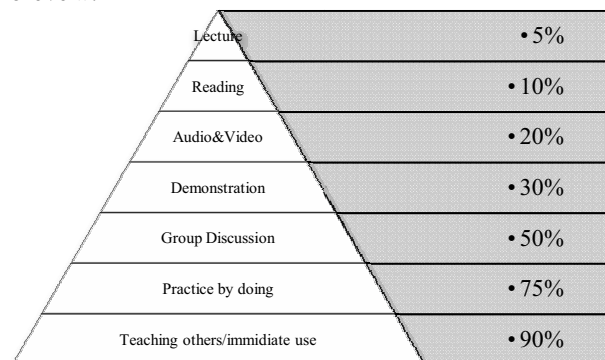 Lecture • 5%
Reading • 10%
Audio&Video • 20%
Demonstration • 30%
Group Discussion • 50%
Practice by doing • 75%
Teaching others/immidiate use • 90%